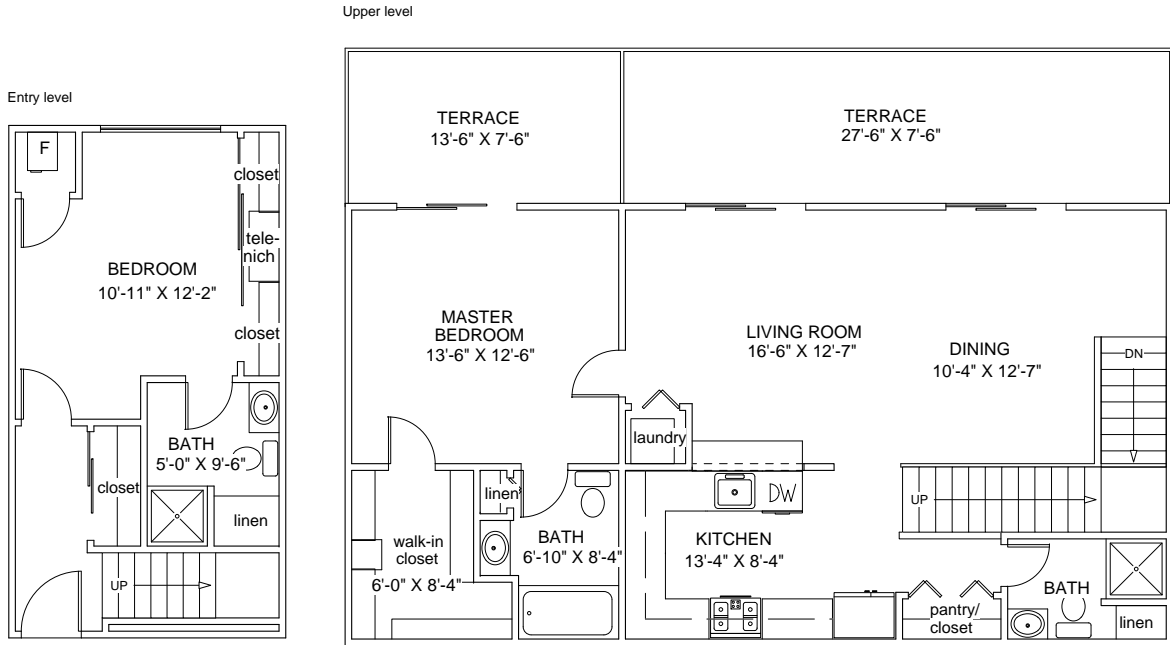 Upper level
Entry level
TERRACE
13'-6" X 7'-6"
TERRACE
27'-6" X 7'-6"
F
closet
tele-
nich
closet
BEDROOM
10'-11" X 12'-2"
BATH
5'-0" X 9'-6"
closet
linen
UP
MASTER
BEDROOM
13'-6" X 12'-6"
LIVING ROOM
16'-6" X 12'-7"
DINING
10'-4" X 12'-7"
DN
laundry
linen
walk-in
closet
6'-0" X 8'-4"
BATH
6'-10" X 8'-4"
DW
KITCHEN
13'-4" X 8'-4"
UP
pantry/
closet
BATH
linen